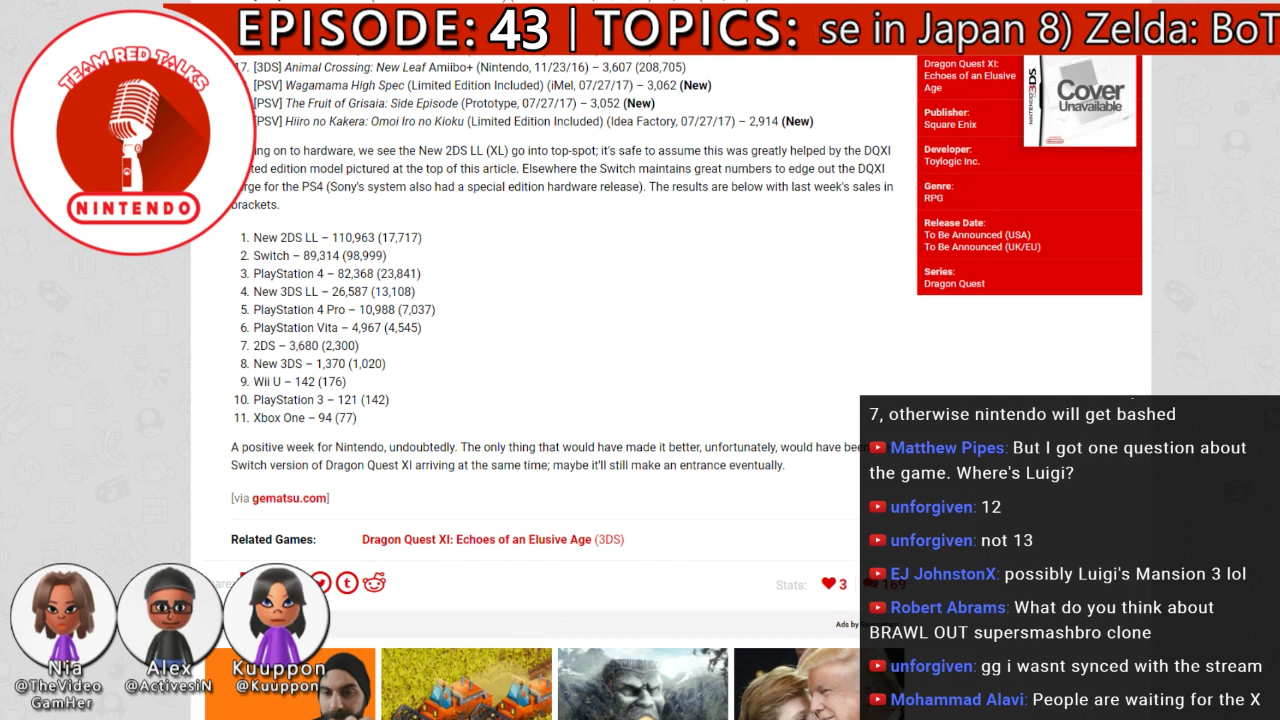 EPISODE: 43 | TOPICS: se in Japan 8) Zelda: BoT
TEAM RED TALKS
NINTENDO
17. [3DS] Animal Crossing: New Leaf Amiibo+ (Nintendo, 11/23/16) – 3,607 (208,705)
[PSV] Wagamama High Spec (Limited Edition Included) (iMel, 07/27/17) – 3,062 (New)
[PSV] The Fruit of Grisaia: Side Episode (Prototype, 07/27/17) – 3,052 (New)
[PSV] Hiiro no Kakera: Omoi Iro no Kioku (Limited Edition Included) (Idea Factory, 07/27/17) – 2,914 (New)
ng on to hardware, we see the New 2DS LL (XL) go into top-spot; it's safe to assume this was greatly helped by the DQXI
ted edition model pictured at the top of this article. Elsewhere the Switch maintains great numbers to edge out the DQXI
rge for the PS4 (Sony's system also had a special edition hardware release). The results are below with last week's sales in
brackets.
1. New 2DS LL – 110,963 (17,717)
2. Switch – 89,314 (98,999)
3. PlayStation 4 – 82,368 (23,841)
4. New 3DS LL – 26,587 (13,108)
5. PlayStation 4 Pro – 10,988 (7,037)
6. PlayStation Vita – 4,967 (4,545)
7. 2DS – 3,680 (2,300)
8. New 3DS – 1,370 (1,020)
9. Wii U – 142 (176)
10. PlayStation 3 – 121 (142)
11. Xbox One – 94 (77)
A positive week for Nintendo, undoubtedly. The only thing that would have made it better, unfortunately, would have been
Switch version of Dragon Quest XI arriving at the same time; maybe it'll still make an entrance eventually.
[via gematsu.com]
Related Games: Dragon Quest XI: Echoes of an Elusive Age (3DS)
Stats: 3 169
Ads by
Dragon Quest XI:
Echoes of an Elusive
Age
NINTENDO 3DS
Cover
Unavailable
Publisher:
Square Enix
Developer:
Toylogic Inc.
Genre:
RPG
Release Date:
To Be Announced (USA)
To Be Announced (UK/EU)
Series:
Dragon Quest
7, otherwise nintendo will get bashed
Matthew Pipes: But I got one question about
the game. Where's Luigi?
unforgiven: 12
unforgiven: not 13
EJ JohnstonX: possibly Luigi's Mansion 3 lol
Robert Abrams: What do you think about
BRAWL OUT supersmashbro clone
unforgiven: gg i wasnt synced with the stream
Mohammad Alavi: People are waiting for the X
Nia
@TheVideo
GamHer
Alex
@ActivesiN
Kuuppon
@Kuuppon